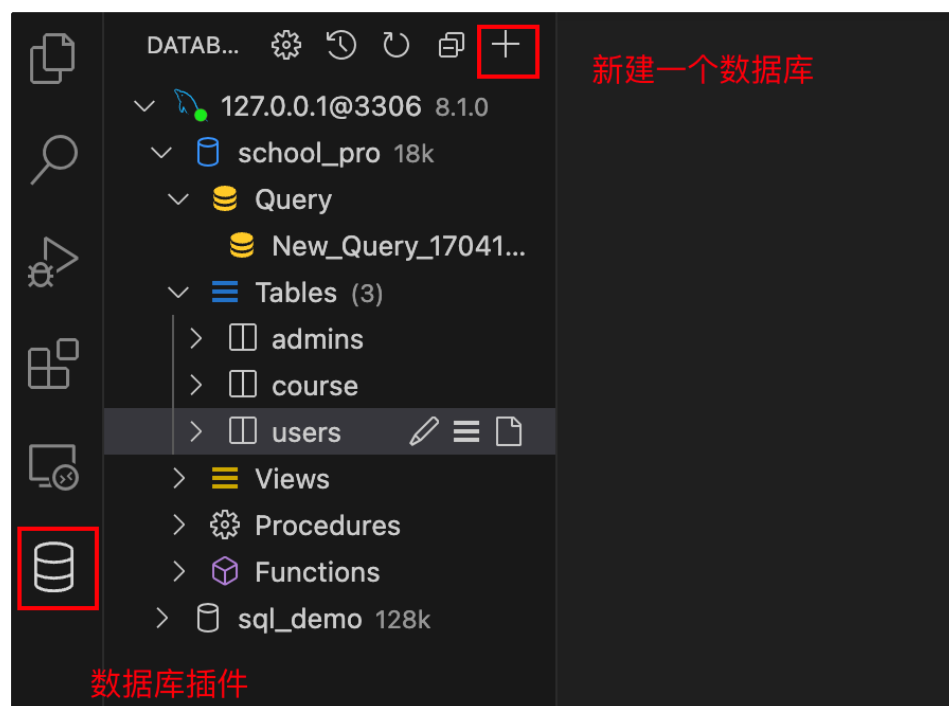 DATAB...
新建一个数据库
127.0.0.1@3306 8.1.0
school_pro 18k
Query
New_Query_17041...
Tables (3)
admins
course
users
Views
Procedures
Functions
sql_demo 128k
数据库插件